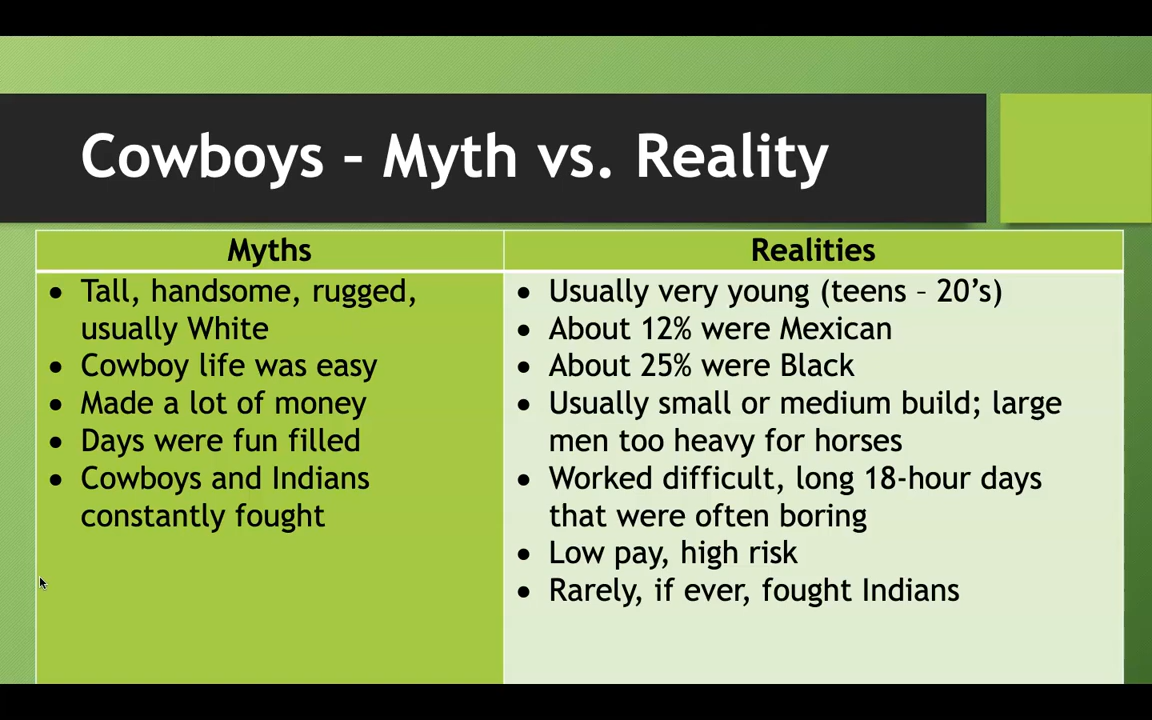 Cowboys – Myth vs. Reality
Myths
• Tall, handsome, rugged,
usually White
• Cowboy life was easy
• Made a lot of money
• Days were fun filled
• Cowboys and Indians
constantly fought
Realities
• Usually very young (teens – 20’s)
• About 12% were Mexican
• About 25% were Black
• Usually small or medium build; large
men too heavy for horses
• Worked difficult, long 18-hour days
that were often boring
• Low pay, high risk
• Rarely, if ever, fought Indians